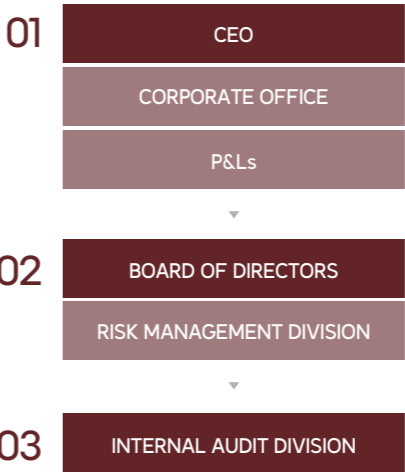 01
CEO
CORPORATE OFFICE
P&Ls
02
BOARD OF DIRECTORS
RISK MANAGEMENT DIVISION
03
INTERNAL AUDIT DIVISION